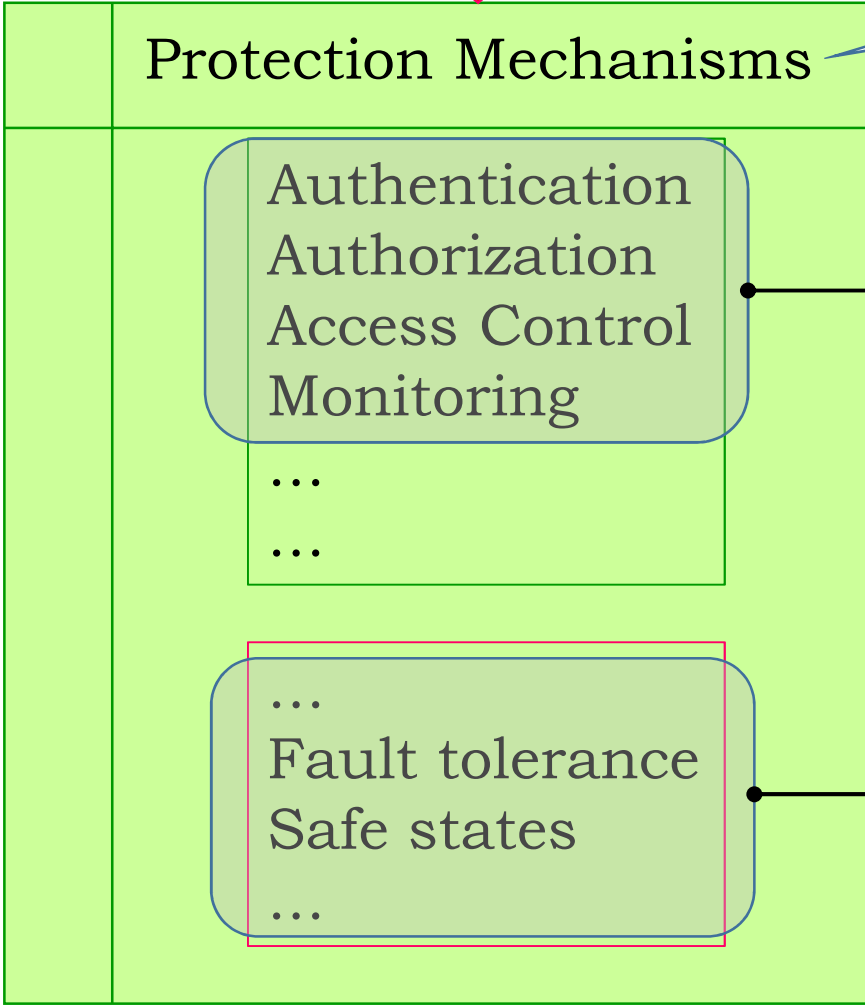 Protection Mechanisms
Authentication
Authorization
Access Control
Monitoring
…
…
…
Fault tolerance
Safe states
…